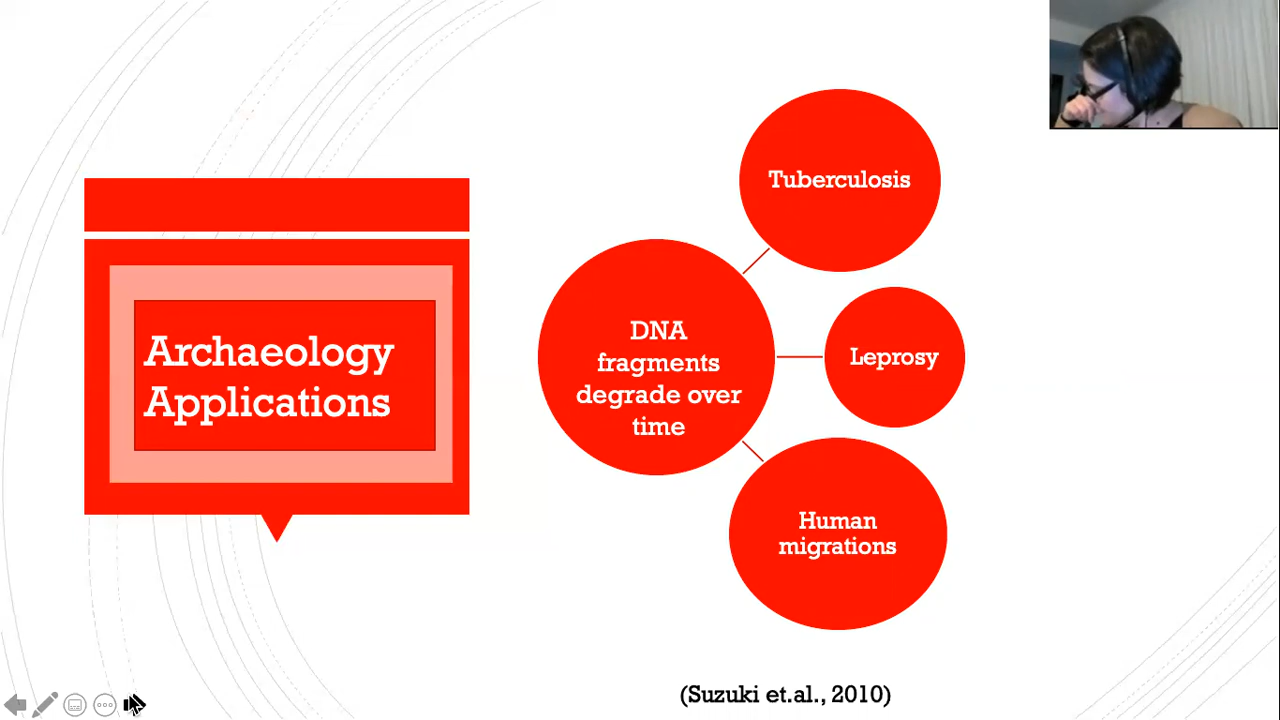 Archaeology
Applications
DNA
fragments
degrade over
time
Tuberculosis
Leprosy
Human
migrations
(Suzuki et.al., 2010)